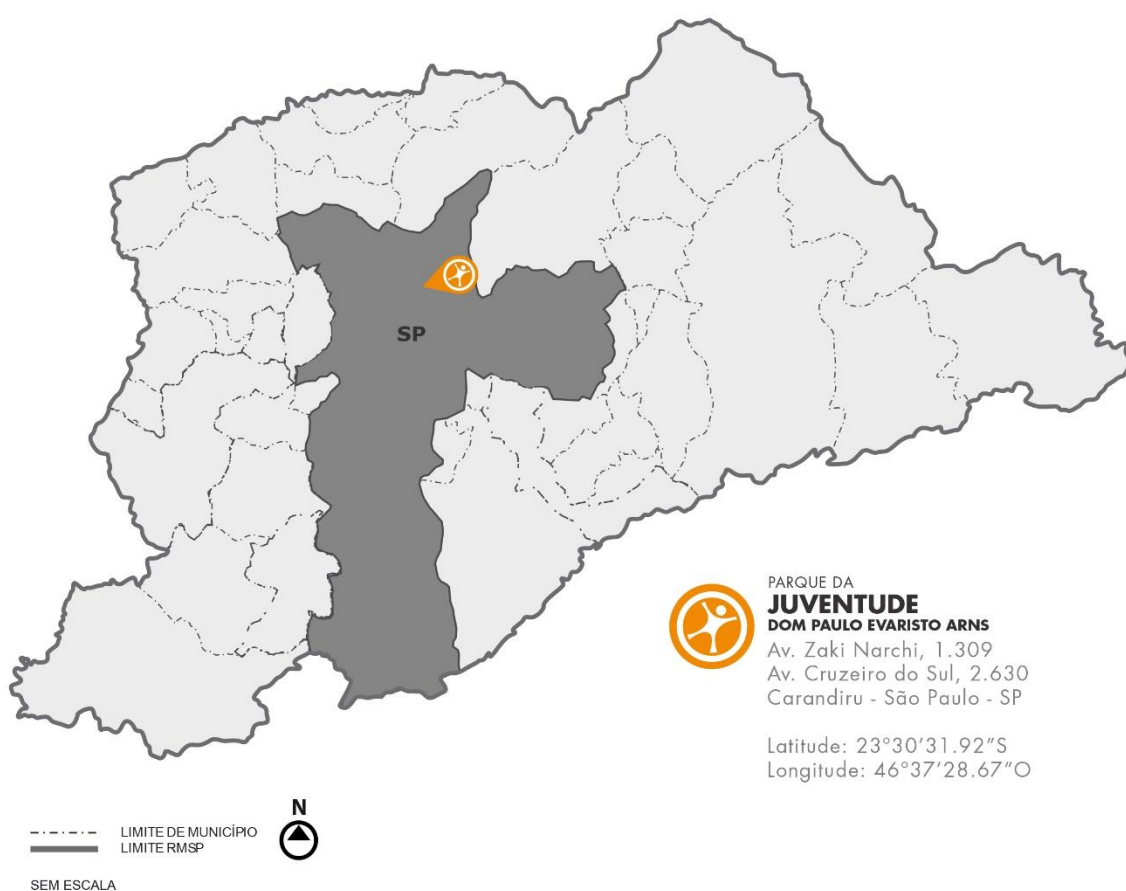 SP
PARQUE DA
JUVENTUDE
DOM PAULO EVARISTO ARNS
Av. Zaki Narchi, 1.309
Av. Cruzeiro do Sul, 2.630
Carandiru - São Paulo - SP
Latitude: 23°30’31.92”S
Longitude: 46°37’28.67”O
N
LIMITE DE MUNICÍPIO
LIMITE RMSP
SEM ESCALA